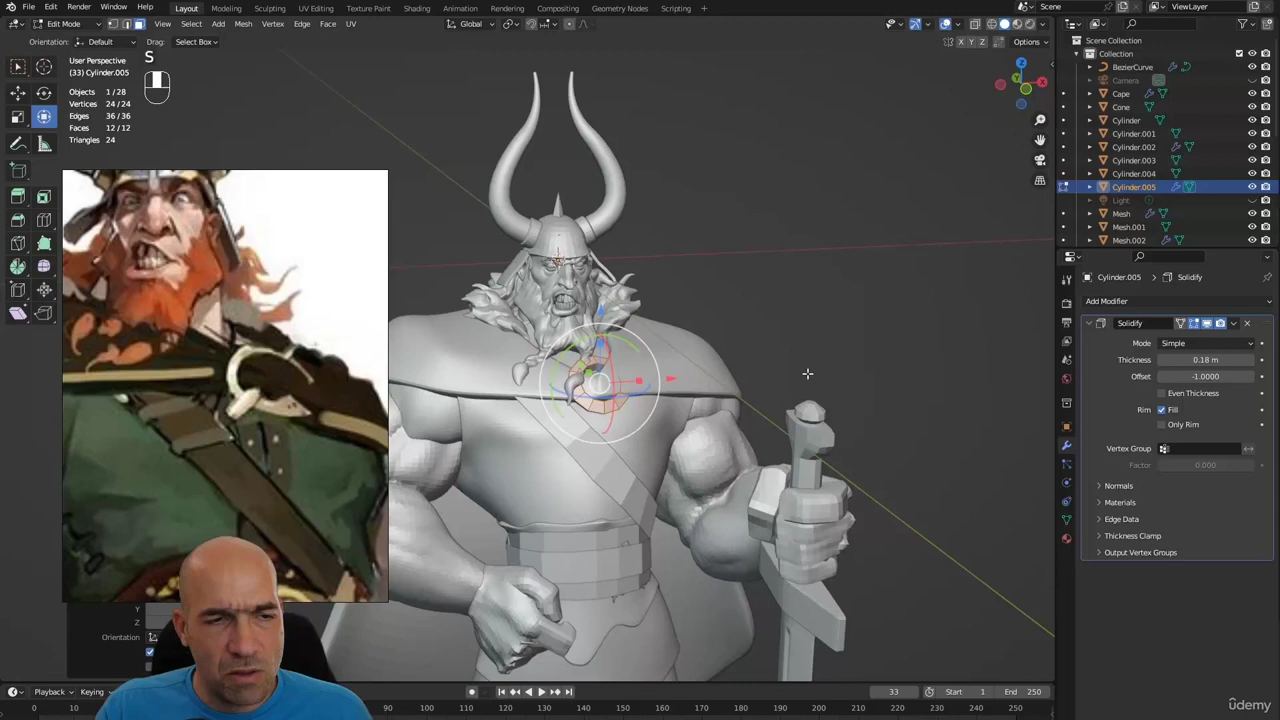 File Edit Render Window Help Layout Sculpting UV Editing Texture Paint Shading Animation Rendering Compositing Geometry Nodes Scripting + Scene ViewLayer
Edit Mode View Select Add Mesh Vertex Edge Face UV Global
Orientation: Default Drag: Select Box X Y Z Options
S
User Perspective
(33) Cylinder.005
Objects 1/28
Vertices 24/24
Edges 36/36
Faces 12/12
Triangles 24
Y
Z
Orientation
Z
X
Y
Scene Collection
Collection
BezierCurve
Camera
Cape
Cone
Cylinder
Cylinder.001
Cylinder.002
Cylinder.003
Cylinder.004
Cylinder.005
Light
Mesh
Mesh.001
Mesh.002
Cylinder.005 > Solidify
Add Modifier
Solidify
Mode Simple
Thickness 0.18 m
Offset -1.0000
Even Thickness
Rim Fill
Only Rim
Vertex Group
Factor 0.000
Normals
Materials
Edge Data
Thickness Clamp
Output Vertex Groups
Playback Keying 33 Start 1 End 250
0 10 50 60 70 80 90 100 110 120 130 140 150 160 170 180 190 200 210 220 230 240 250
udemy